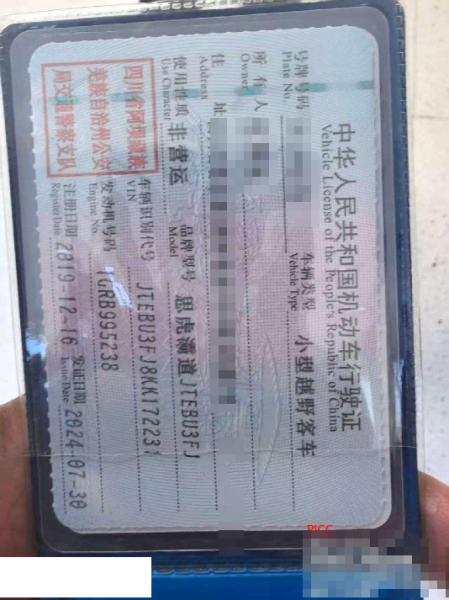 中华人民共和国机动车行驶证
Vehicle License of the People's Republic of China
号牌号码
Plate No.
车辆类型 小型越野客车
Vehicle Type
所有人
Owner
住址
Address
使用性质 非营运
Use Character
品牌型号 思虎濔道JTEBU3FJ
Model
四川省阿坝藏族
羌族自治州公安
局交通警察支队
车辆识别代号 JTEBU3FJ8KK172231
VIN
发动机号码 1GRB995238
Engine No.
注册日期 2019-12-16
Register Date
发证日期 2024-07-30
Issue Date
PICC